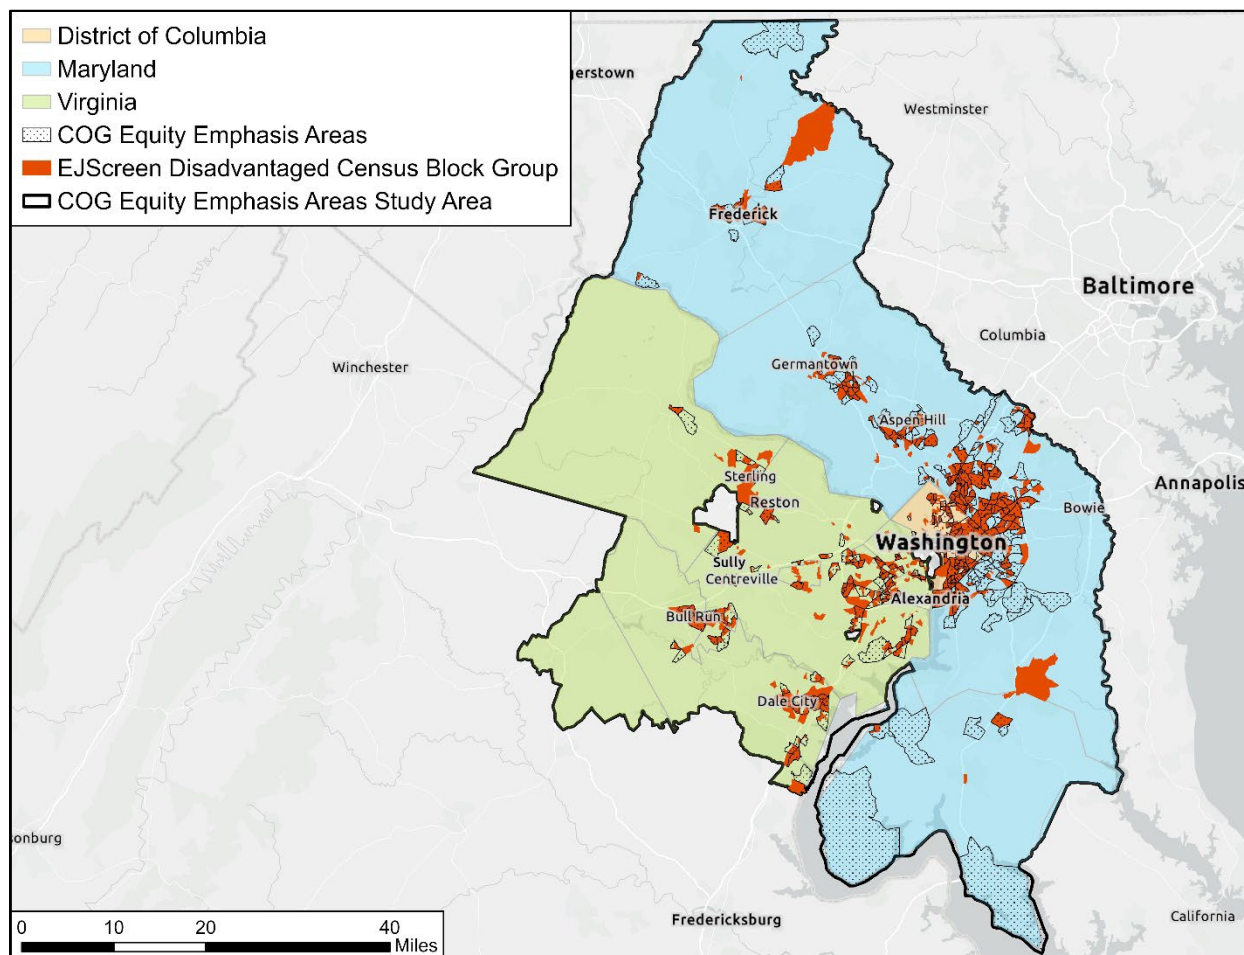 District of Columbia
Maryland
Virginia
COG Equity Emphasis Areas
EJScreen Disadvantaged Census Block Group
COG Equity Emphasis Areas Study Area
gerstown
Westminster
Frederick
Baltimore
Columbia
Winchester
Germantown
Aspen Hill
Sterling
Reston
Annapolis
Bowie
Washington
Sully
Centreville
Alexandria
Bull Run
Dale City
sonburg
Fredericksburg
California
0 10 20 40
Miles